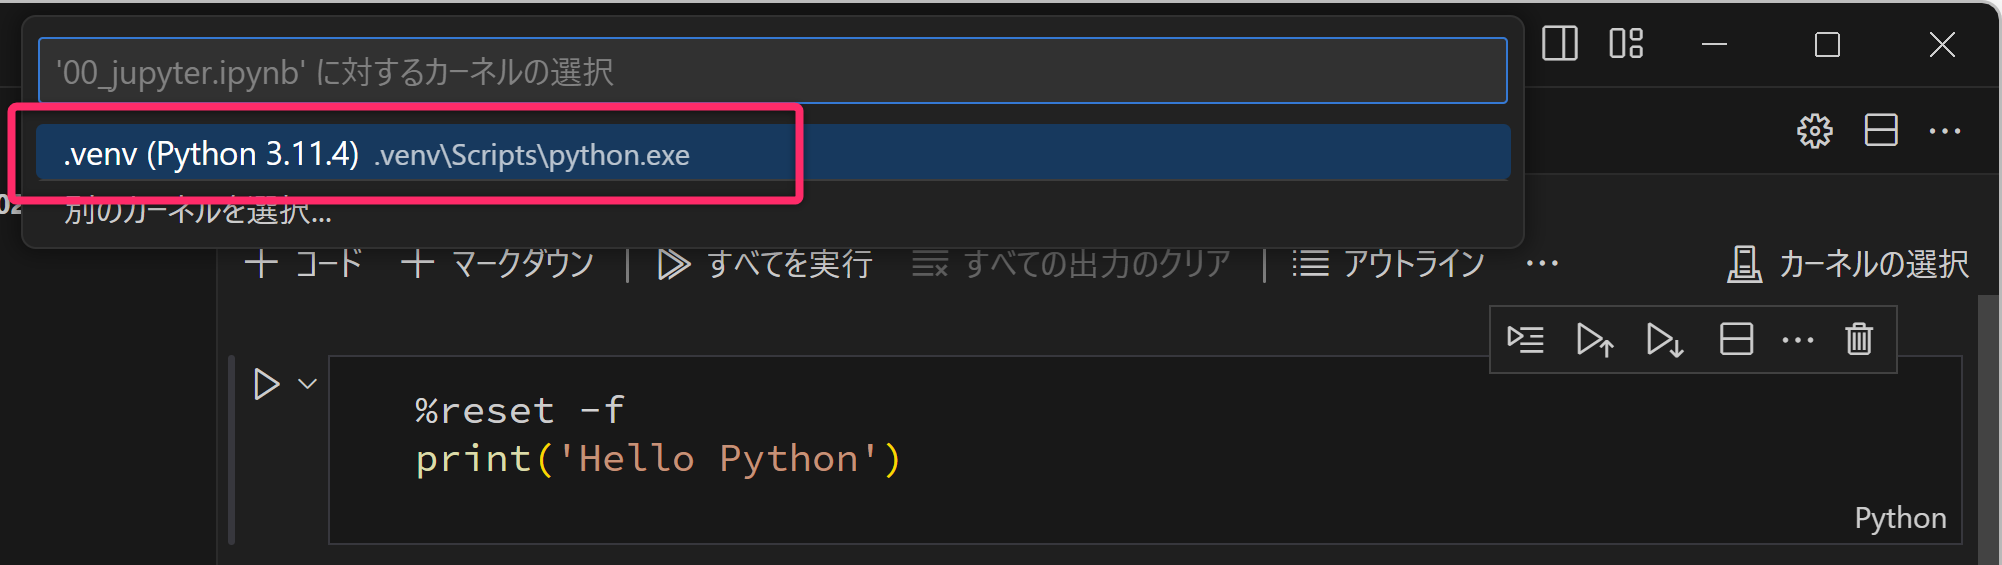 '00_jupyter.ipynb' に対するカーネルの選択
.venv (Python 3.11.4) .venv\Scripts\python.exe
別のカーネルを選択...
02
コード マークダウン すべてを実行 すべての出力のクリア アウトライン ... カーネルの選択
%reset -f
print('Hello Python')
Python